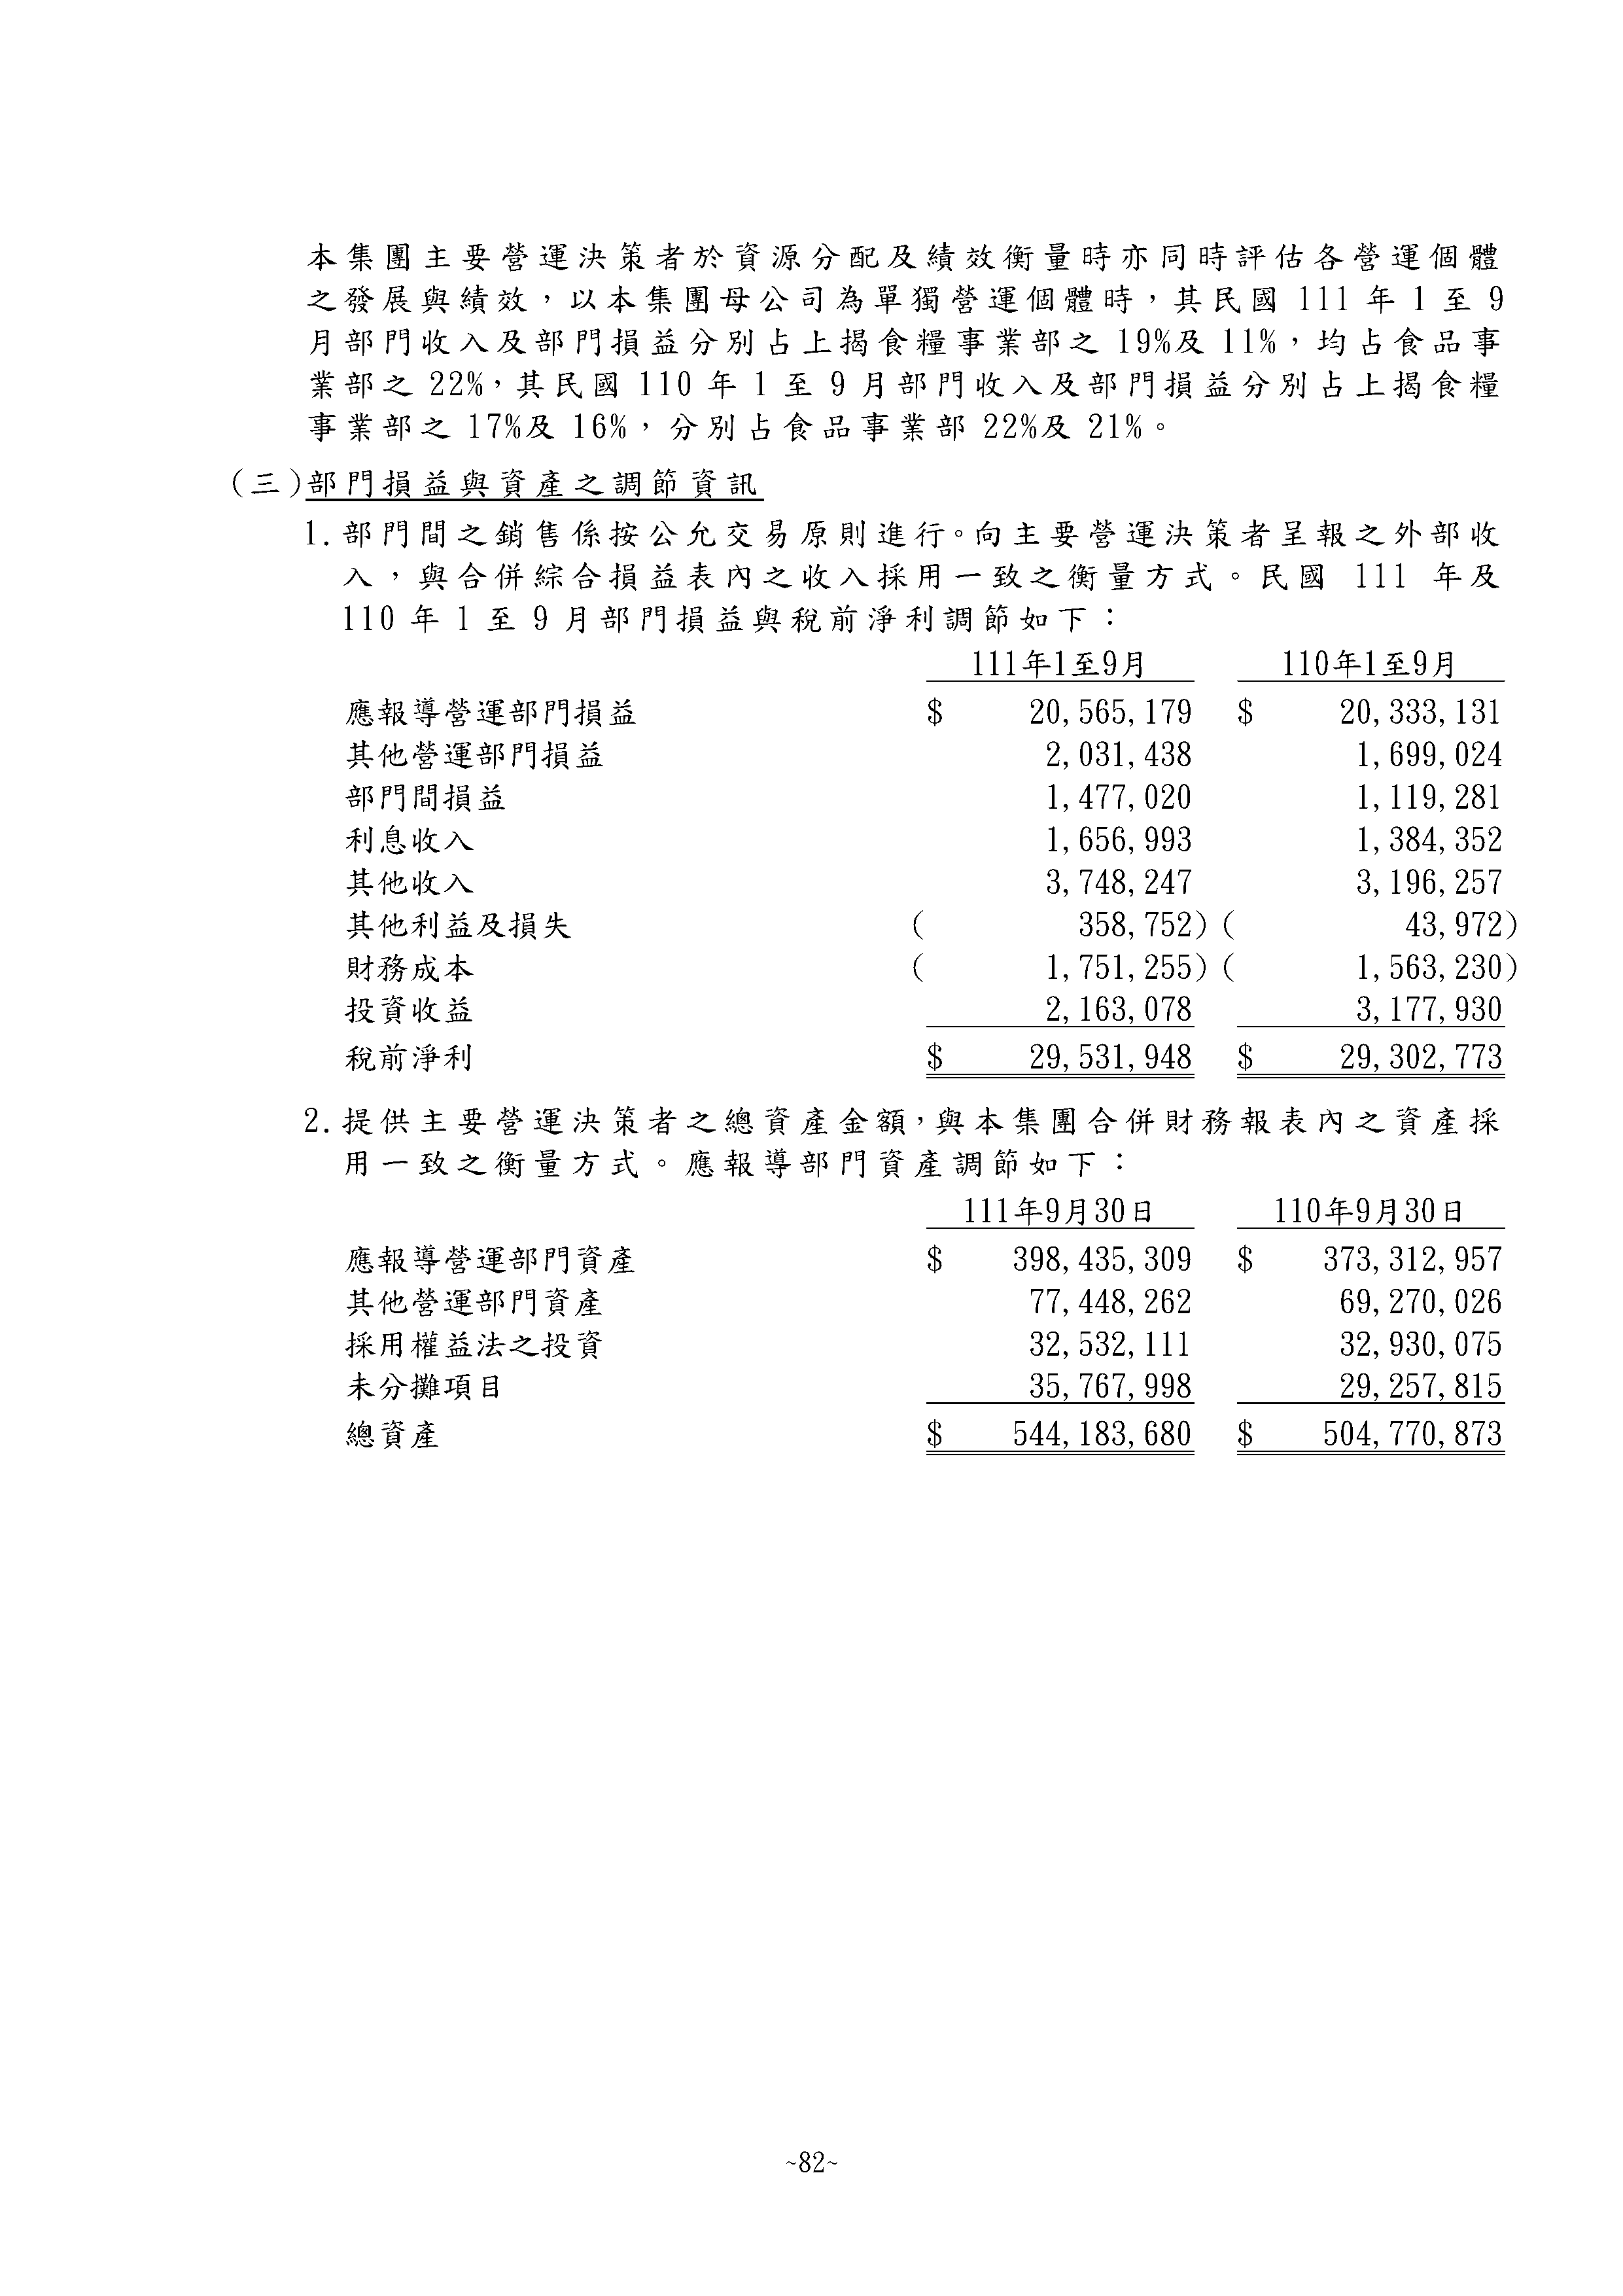 本集團主要營運決策者於資源分配及績效衡量時亦同時評估各營運個體
之發展與績效，以本集團母公司為單獨營運個體時，其民國 111 年 1 至 9
月部門收入及部門損益分別占上揭食糧事業部之 19%及 11%，均占食品事
業部之 22%，其民國 110 年 1 至 9 月部門收入及部門損益分別占上揭食糧
事業部之 17%及 16%，分別占食品事業部 22%及 21%。
(三)部門損益與資產之調節資訊
1.部門間之銷售係按公允交易原則進行。向主要營運決策者呈報之外部收
入，與合併綜合損益表內之收入採用一致之衡量方式。民國 111 年及
110 年 1 至 9 月部門損益與稅前淨利調節如下：
111年1至9月 110年1至9月
應報導營運部門損益 $ 20,565,179 $ 20,333,131
其他營運部門損益 2,031,438 1,699,024
部門間損益 1,477,020 1,119,281
利息收入 1,656,993 1,384,352
其他收入 3,748,247 3,196,257
其他利益及損失 ( 358,752) ( 43,972)
財務成本 ( 1,751,255) ( 1,563,230)
投資收益 2,163,078 3,177,930
稅前淨利 $ 29,531,948 $ 29,302,773
2.提供主要營運決策者之總資產金額，與本集團合併財務報表內之資產採
用一致之衡量方式。應報導部門資產調節如下：
111年9月30日 110年9月30日
應報導營運部門資產 $ 398,435,309 $ 373,312,957
其他營運部門資產 77,448,262 69,270,026
採用權益法之投資 32,532,111 32,930,075
未分攤項目 35,767,998 29,257,815
總資產 $ 544,183,680 $ 504,770,873
~82~